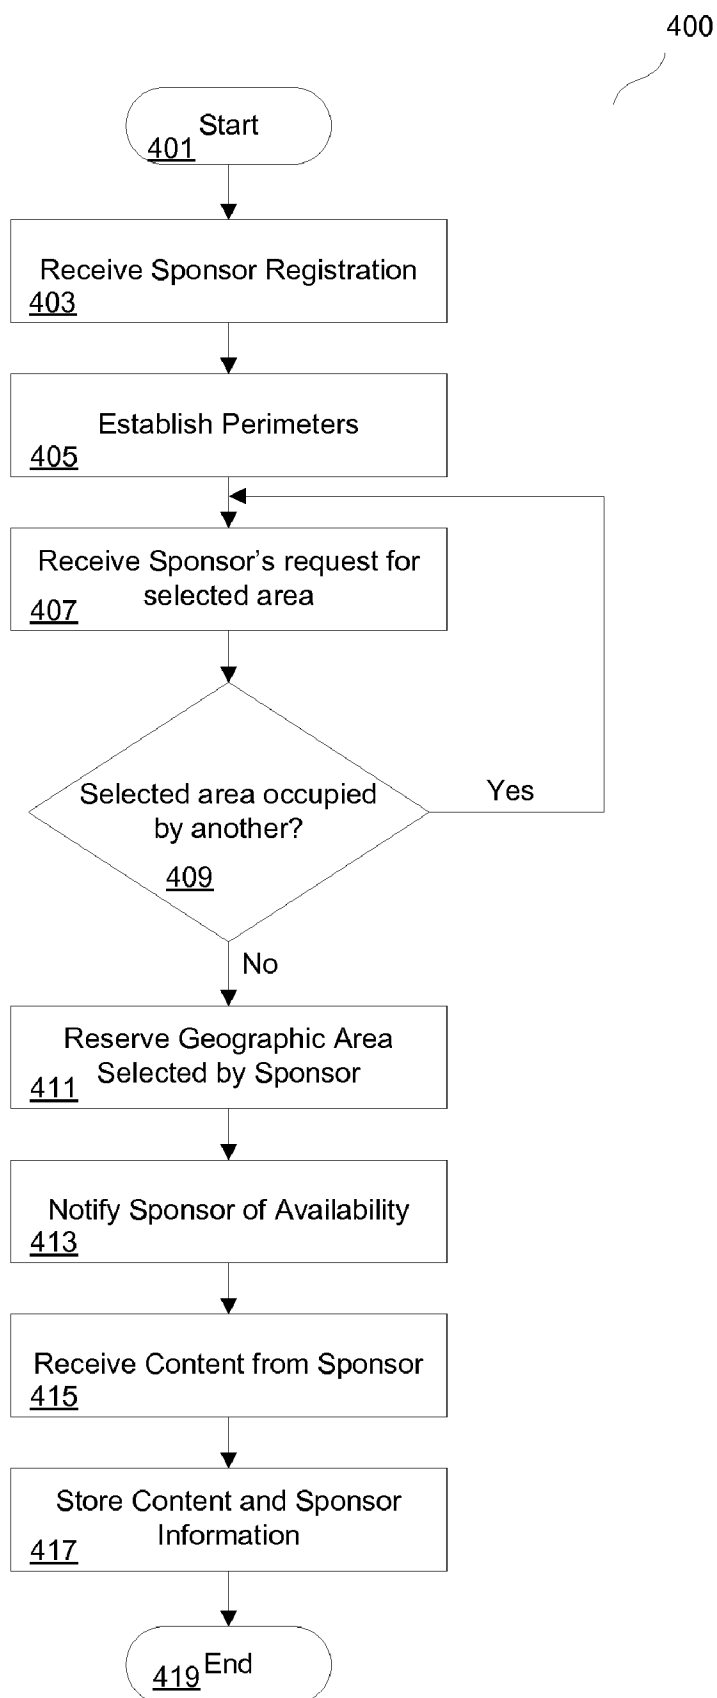 400
Start
401
Receive Sponsor Registration
403
Establish Perimeters
405
Receive Sponsor's request for
selected area
407
Selected area occupied
by another?
409
Yes
No
Reserve Geographic Area
Selected by Sponsor
411
Notify Sponsor of Availability
413
Receive Content from Sponsor
415
Store Content and Sponsor
Information
417
End
419